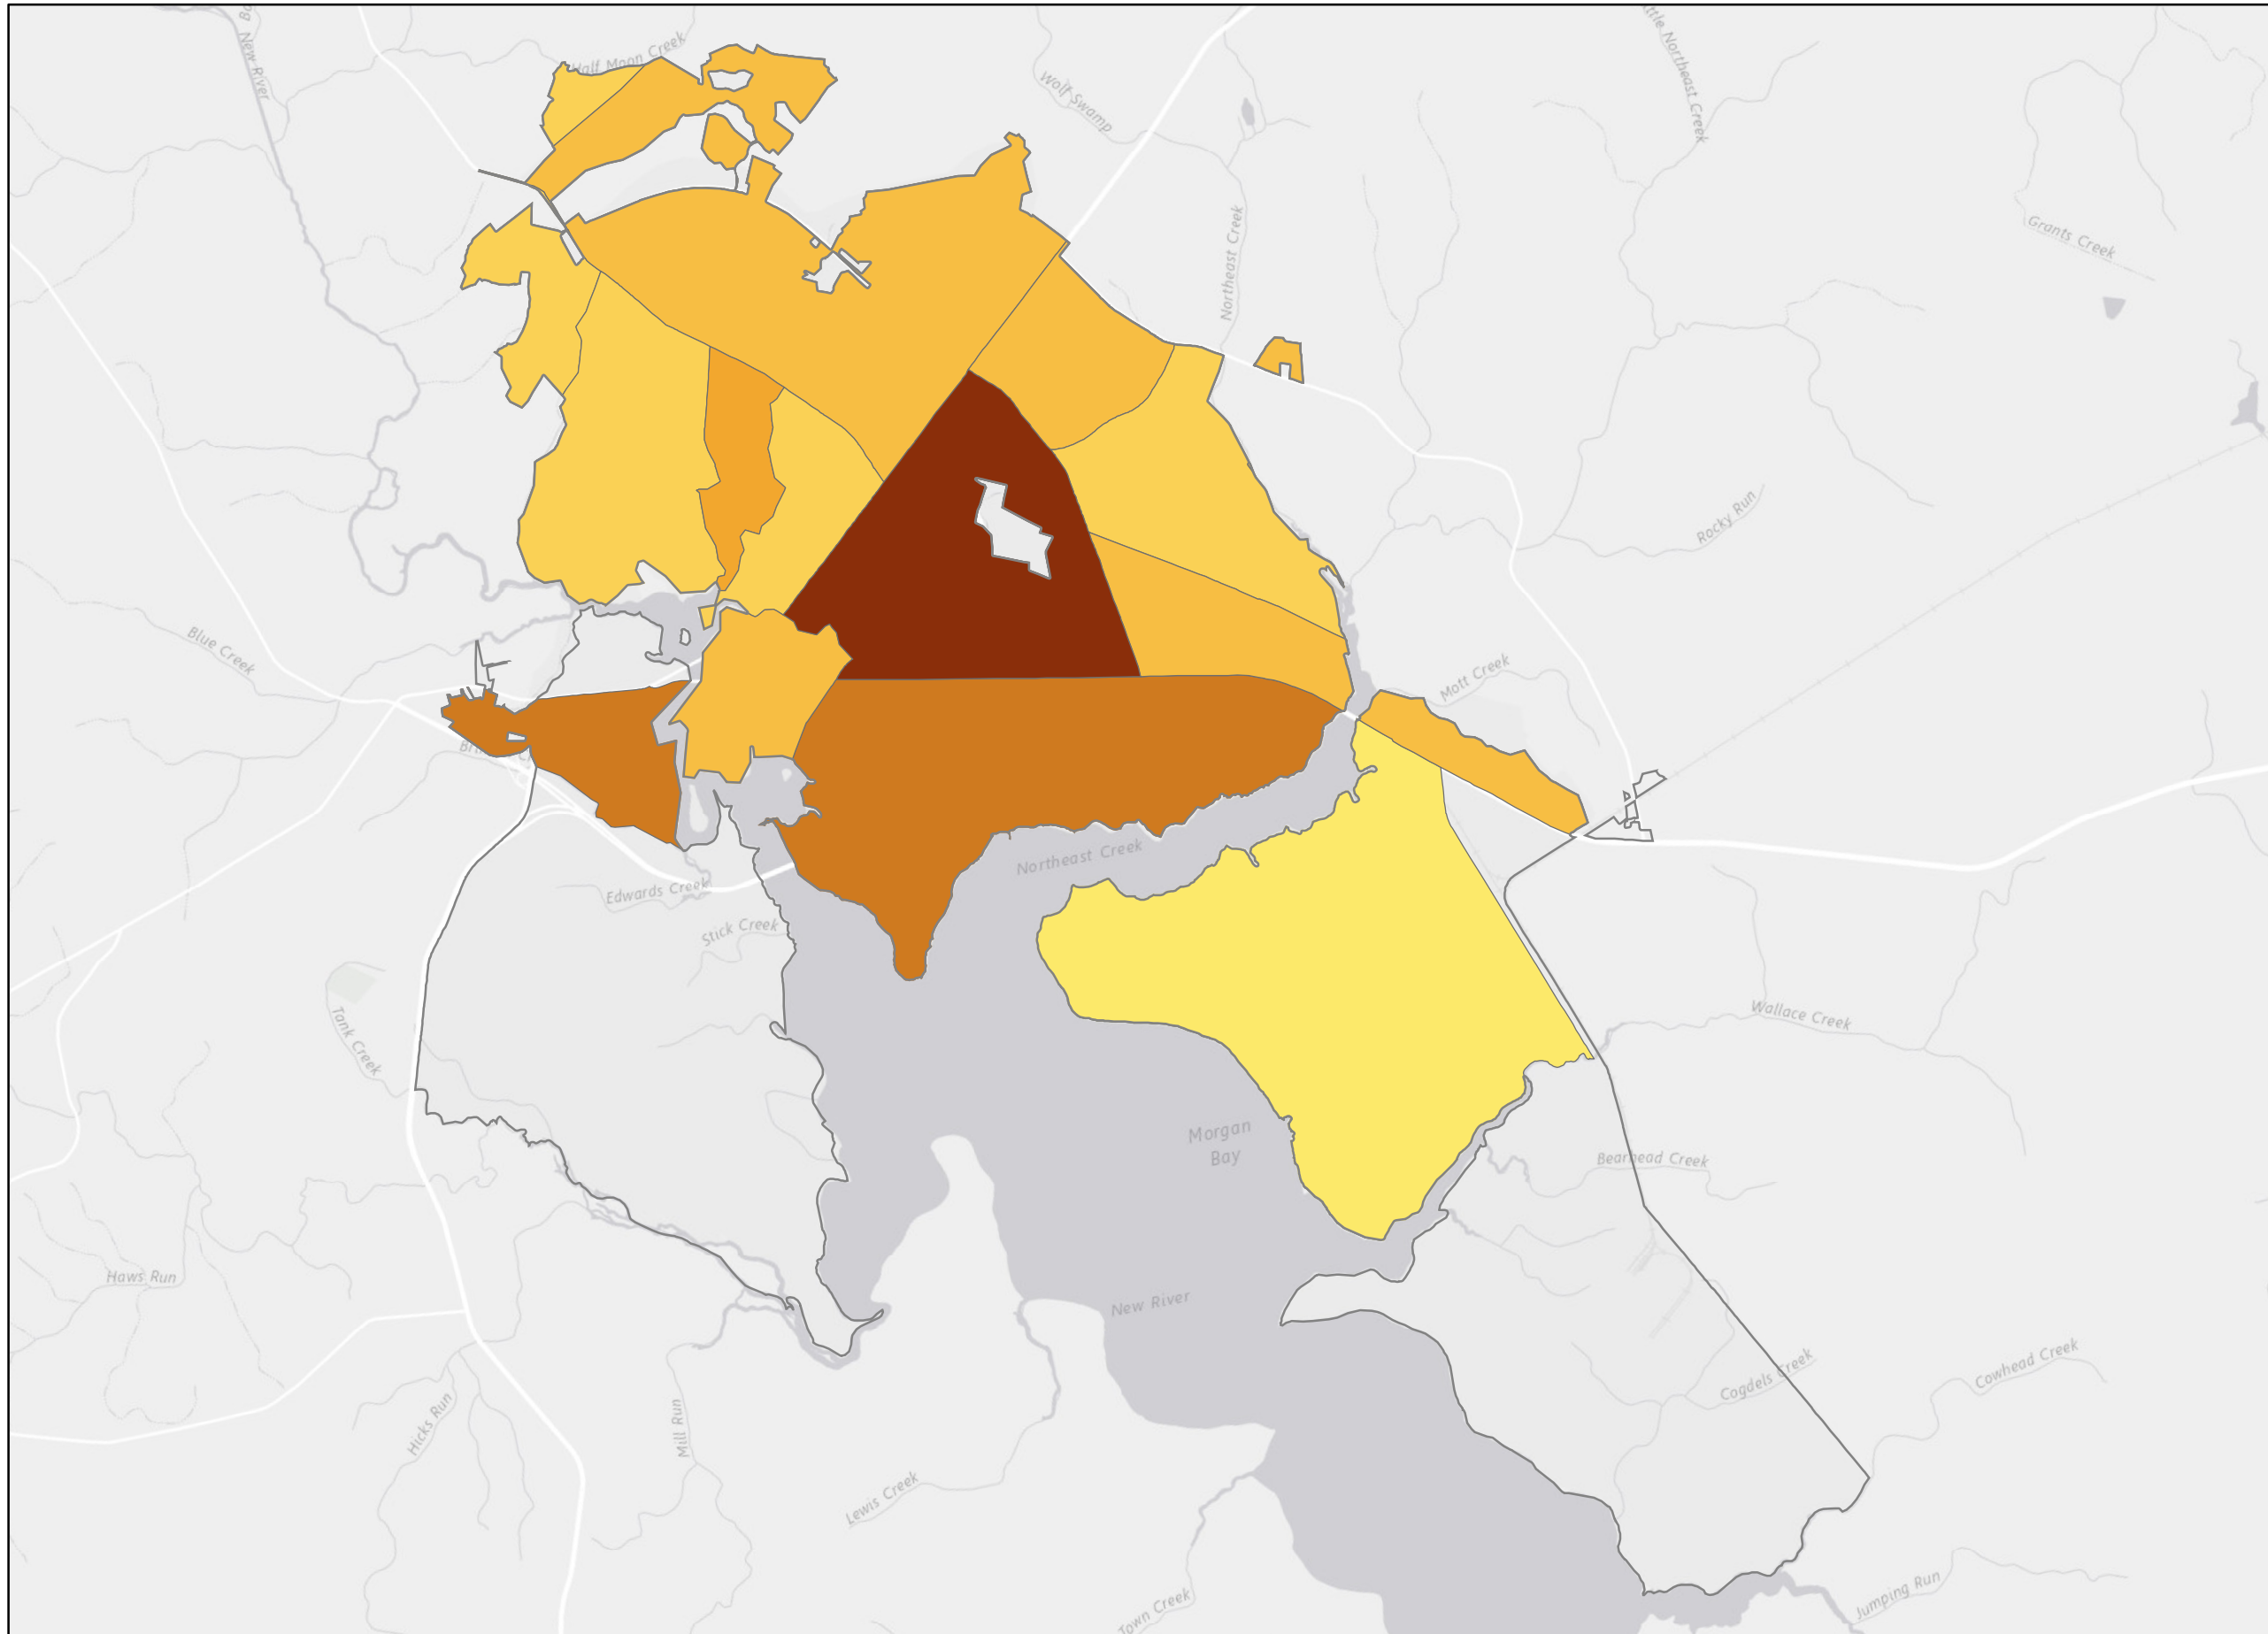 New River
Half Moon Creek
Wolf Swamp
Little Northeast Creek
Grants Creek
Northeast Creek
Rocky Run
Blue Creek
Mott Creek
Northeast Creek
Edwards Creek
Stick Creek
Tank Creek
Wallace Creek
Morgan
Bay
Bearhead Creek
Haws Run
New River
Cogdels Creek
Cowhead Creek
Hicks Run
Mill Run
Lewis Creek
Town Creek
Jumping Run